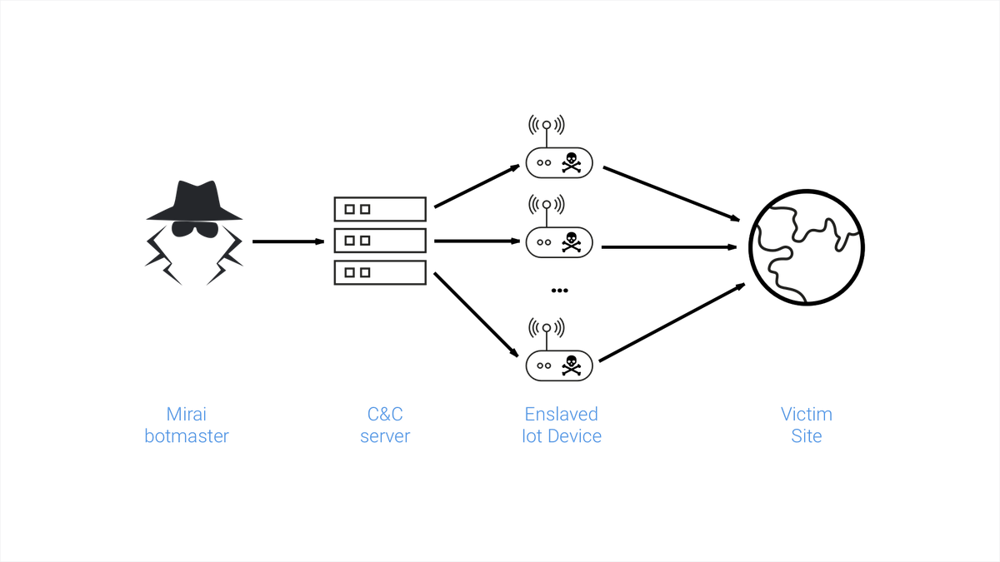 Mirai
botmaster
C&C
server
Enslaved
Iot Device
Victim
Site